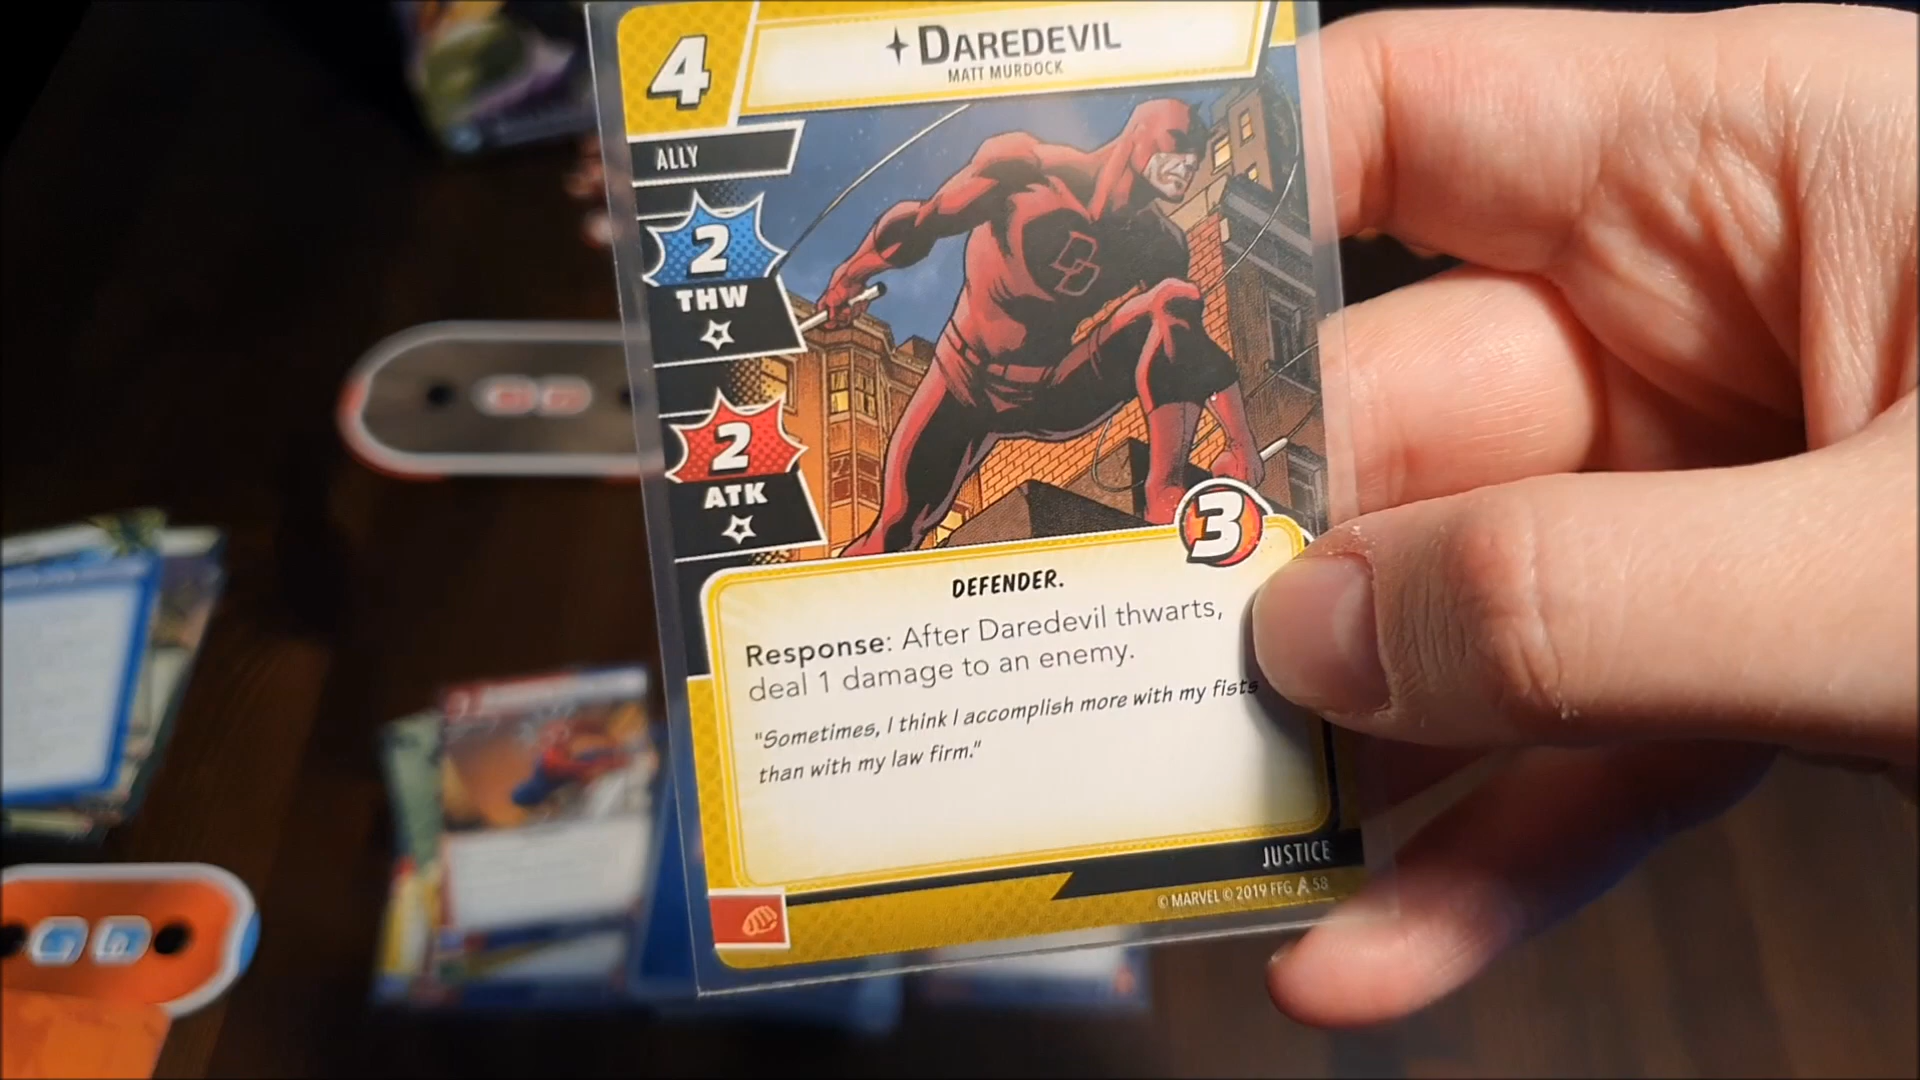 4
DAREDEVIL
MATT MURDOCK
ALLY
2
THW
2
ATK
3
DEFENDER.
Response: After Daredevil thwarts,
deal 1 damage to an enemy.
"Sometimes, I think I accomplish more with my fists
than with my law firm."
JUSTICE
© MARVEL © 2019 FFG 58